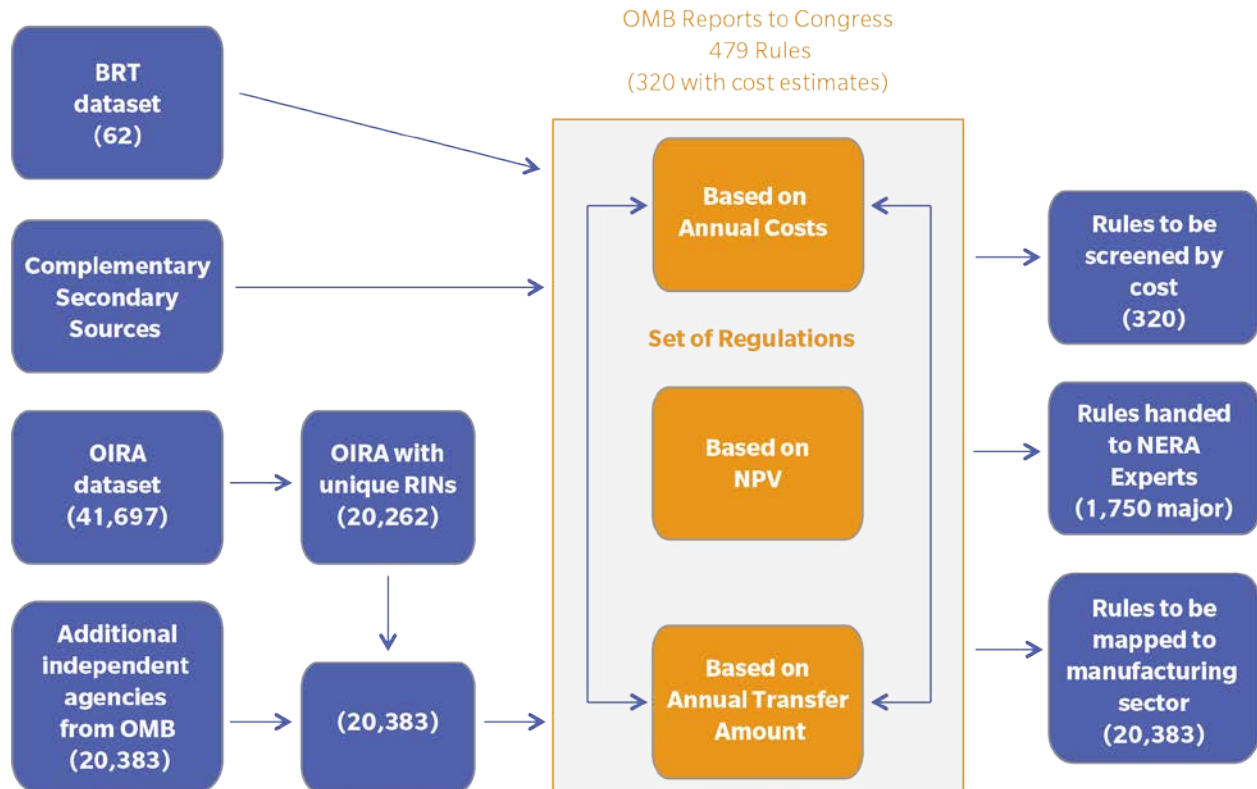 OMB Reports to Congress
479 Rules
(320 with cost estimates)
BRT
dataset
(62)
Complementary
Secondary
Sources
OIRA
dataset
(41,697)
OIRA with
unique RINs
(20,262)
Additional
independent
agencies
from OMB
(20,383)
(20,383)
Based on
Annual Costs
Set of Regulations
Based on
NPV
Based on
Annual Transfer
Amount
Rules to be
screened by
cost
(320)
Rules handed
to NERA
Experts
(1,750 major)
Rules to be
mapped to
manufacturing
sector
(20,383)